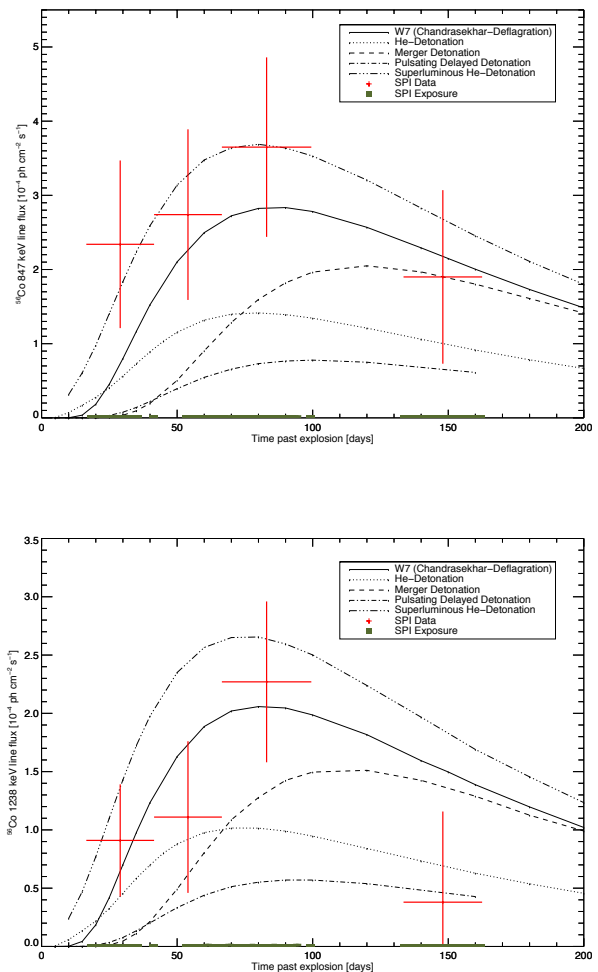 5
4
3
2
1
0
⁵⁶Co 847 keV line flux [10⁻⁴ ph cm⁻² s⁻¹]
W7 (Chandrasekhar−Deflagration)
He−Detonation
Merger Detonation
Pulsating Delayed Detonation
Superluminous He−Detonation
SPI Data
SPI Exposure
0 50 100 150 200
Time past explosion [days]
3.5
3.0
2.5
2.0
1.5
1.0
0.5
0.0
⁵⁶Co 1238 keV line flux [10⁻⁴ ph cm⁻² s⁻¹]
W7 (Chandrasekhar−Deflagration)
He−Detonation
Merger Detonation
Pulsating Delayed Detonation
Superluminous He−Detonation
SPI Data
SPI Exposure
0 50 100 150 200
Time past explosion [days]